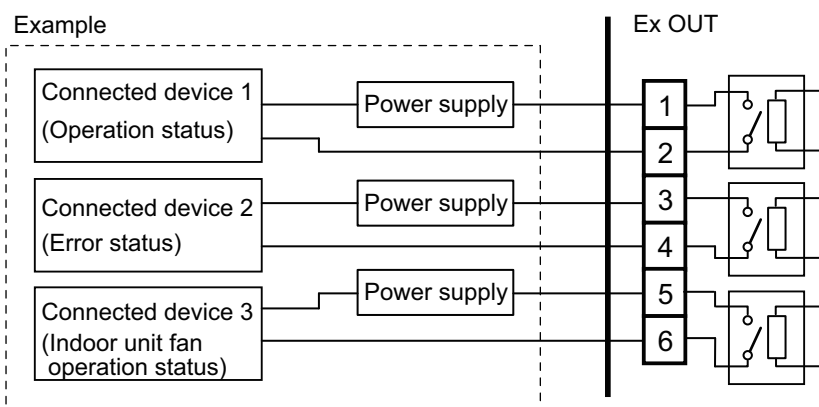 Example
Ex OUT
Connected device 1
(Operation status)
Power supply
1
2
Connected device 2
(Error status)
Power supply
3
4
Connected device 3
(Indoor unit fan
operation status)
Power supply
5
6